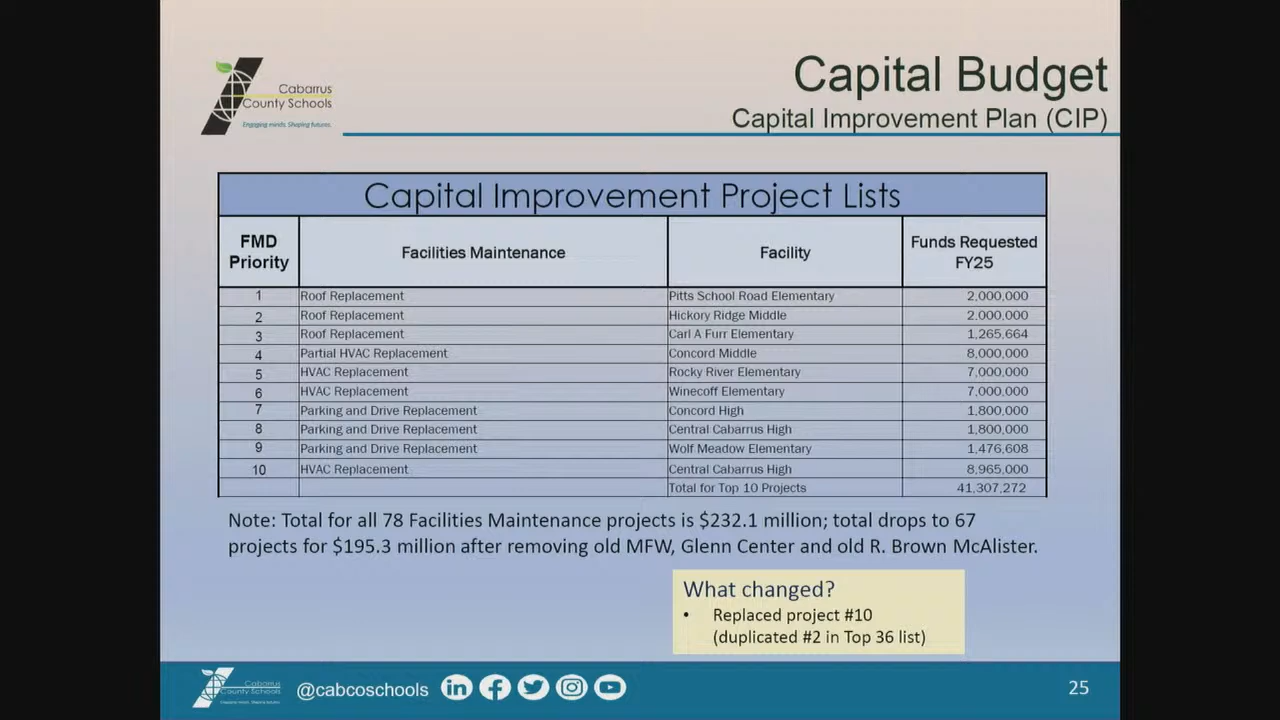 Cabarrus
County Schools
Engaging minds. Shaping futures.
Capital Budget
Capital Improvement Plan (CIP)
Capital Improvement Project Lists
FMD Priority Facilities Maintenance Facility Funds Requested FY25
1 Roof Replacement Pitts School Road Elementary 2,000,000
2 Roof Replacement Hickory Ridge Middle 2,000,000
3 Roof Replacement Carl A Furr Elementary 1,265,664
4 Partial HVAC Replacement Concord Middle 8,000,000
5 HVAC Replacement Rocky River Elementary 7,000,000
6 HVAC Replacement Winecoff Elementary 7,000,000
7 Parking and Drive Replacement Concord High 1,800,000
8 Parking and Drive Replacement Central Cabarrus High 1,800,000
9 Parking and Drive Replacement Wolf Meadow Elementary 1,476,608
10 HVAC Replacement Central Cabarrus High 8,965,000
Total for Top 10 Projects 41,307,272
Note: Total for all 78 Facilities Maintenance projects is $232.1 million; total drops to 67
projects for $195.3 million after removing old MFW, Glenn Center and old R. Brown McAlister.
What changed?
• Replaced project #10
(duplicated #2 in Top 36 list)
Cabarrus
County Schools
Engaging minds. Shaping futures.
@cabcoschools
25